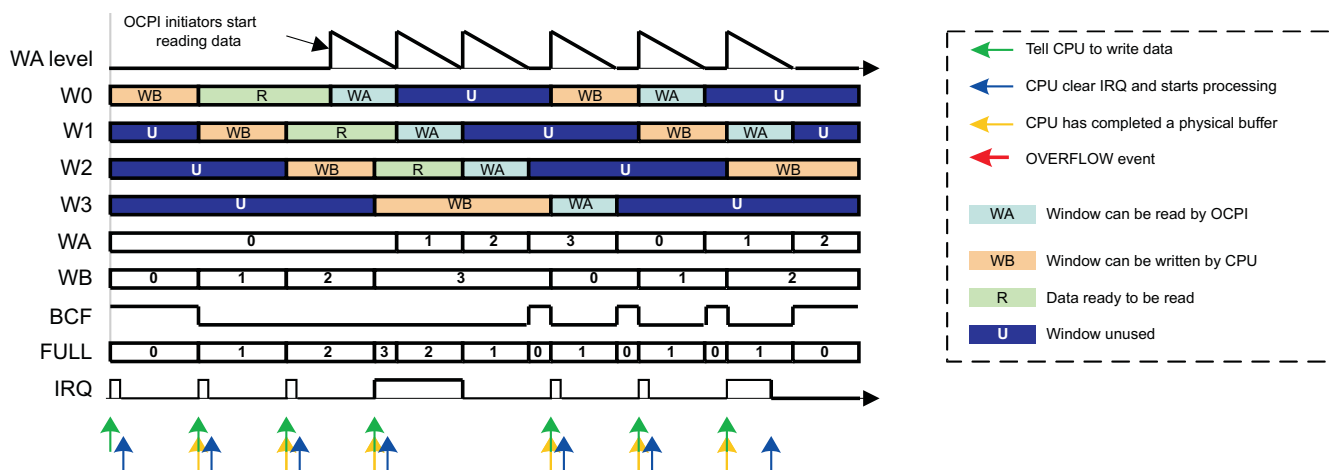 OCPI initiators start
reading data
WA level
W0 WB R WA U WB WA U
W1 U WB R WA U WB WA U
W2 U WB R WA U WB
W3 U WB WA U
WA 0 1 2 3 0 1 2
WB 0 1 2 3 0 1 2
BCF
FULL 0 1 2 3 2 1 0 1 0 1 0 1 0
IRQ
Tell CPU to write data
CPU clear IRQ and starts processing
CPU has completed a physical buffer
OVERFLOW event
WA Window can be read by OCPI
WB Window can be written by CPU
R Data ready to be read
U Window unused